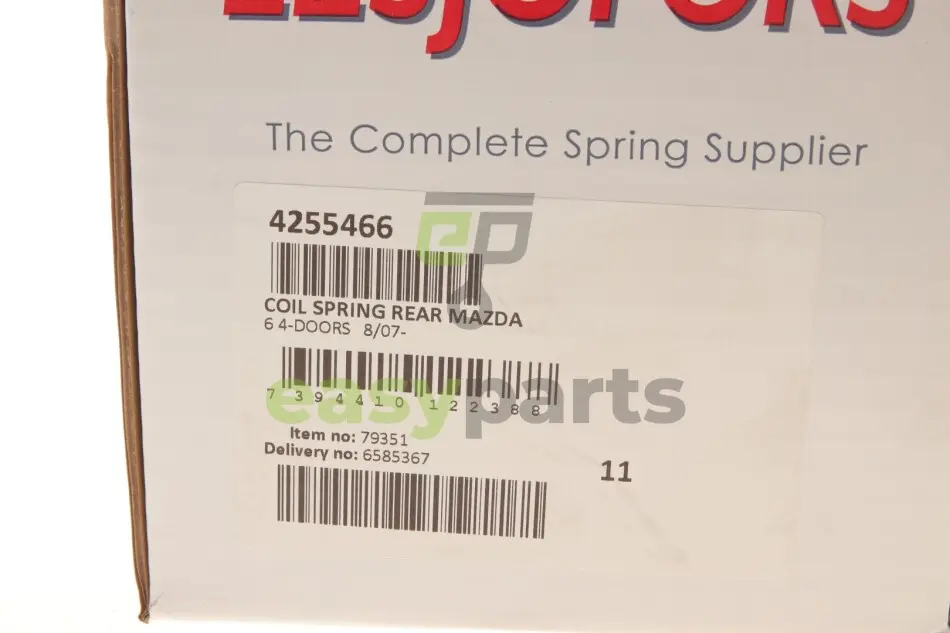 LESJÖFORS
The Complete Spring Supplier
4255466
COIL SPRING REAR MAZDA
6 4-DOORS 8/07-
7 394410 122388
easyparts
Item no: 79351
Delivery no: 6585367
11